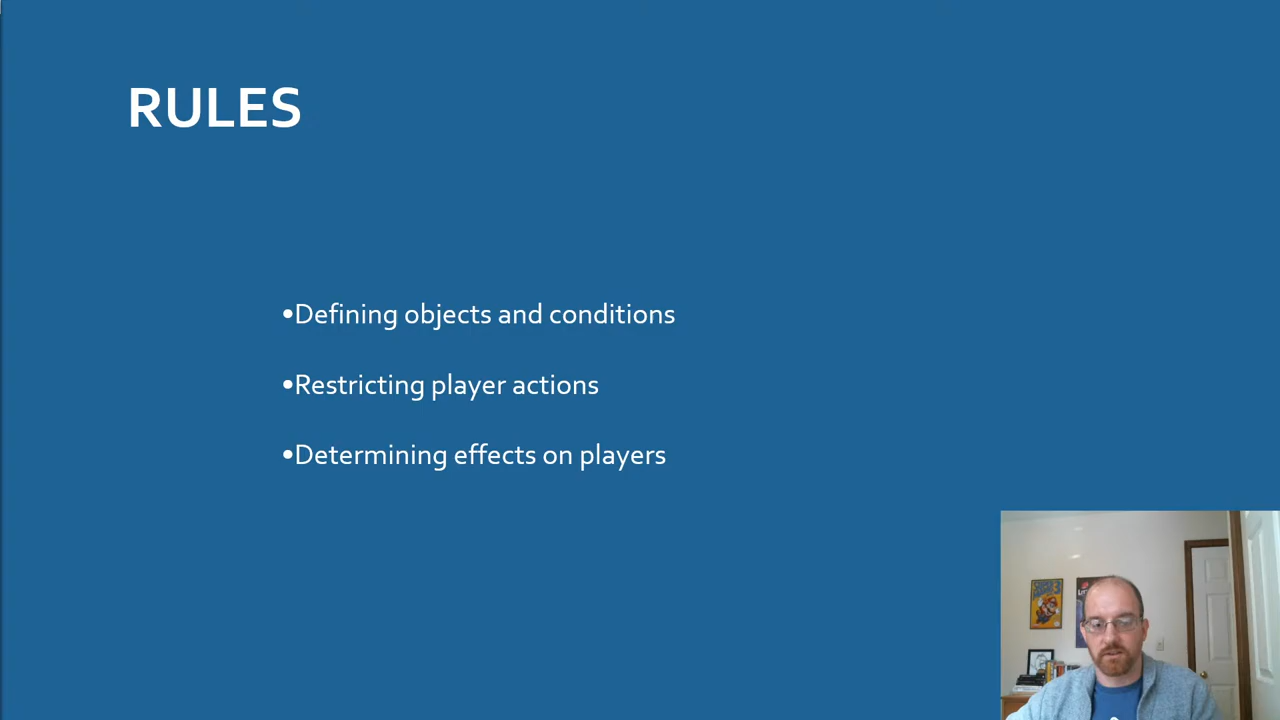 RULES
•Defining objects and conditions
•Restricting player actions
•Determining effects on players